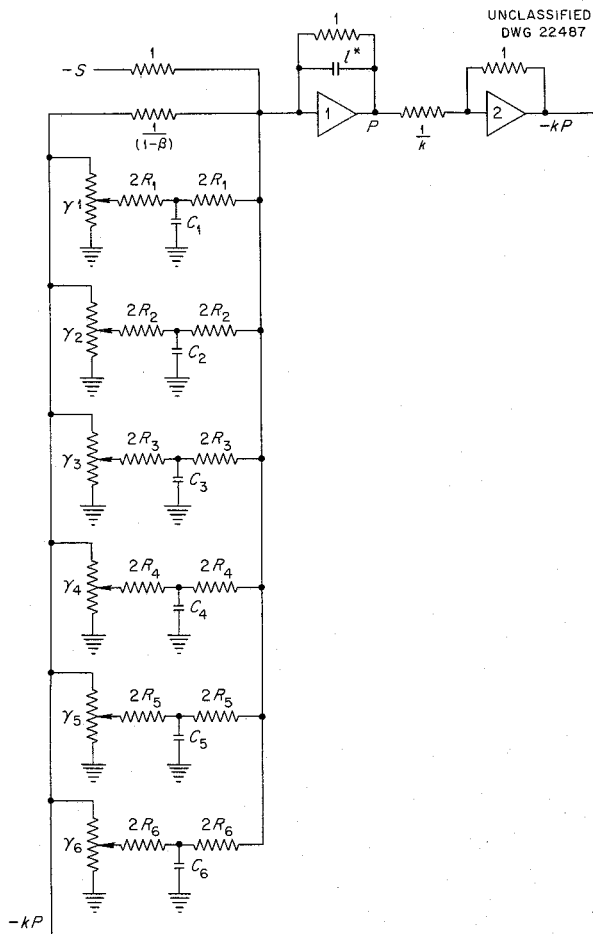 UNCLASSIFIED
DWG 22487
1
1
1
-S
l*
1
2
P
-kP
1
(1-β)
1
k
γ1
2R1
2R1
C1
γ2
2R2
2R2
C2
γ3
2R3
2R3
C3
γ4
2R4
2R4
C4
γ5
2R5
2R5
C5
γ6
2R6
2R6
C6
-kP